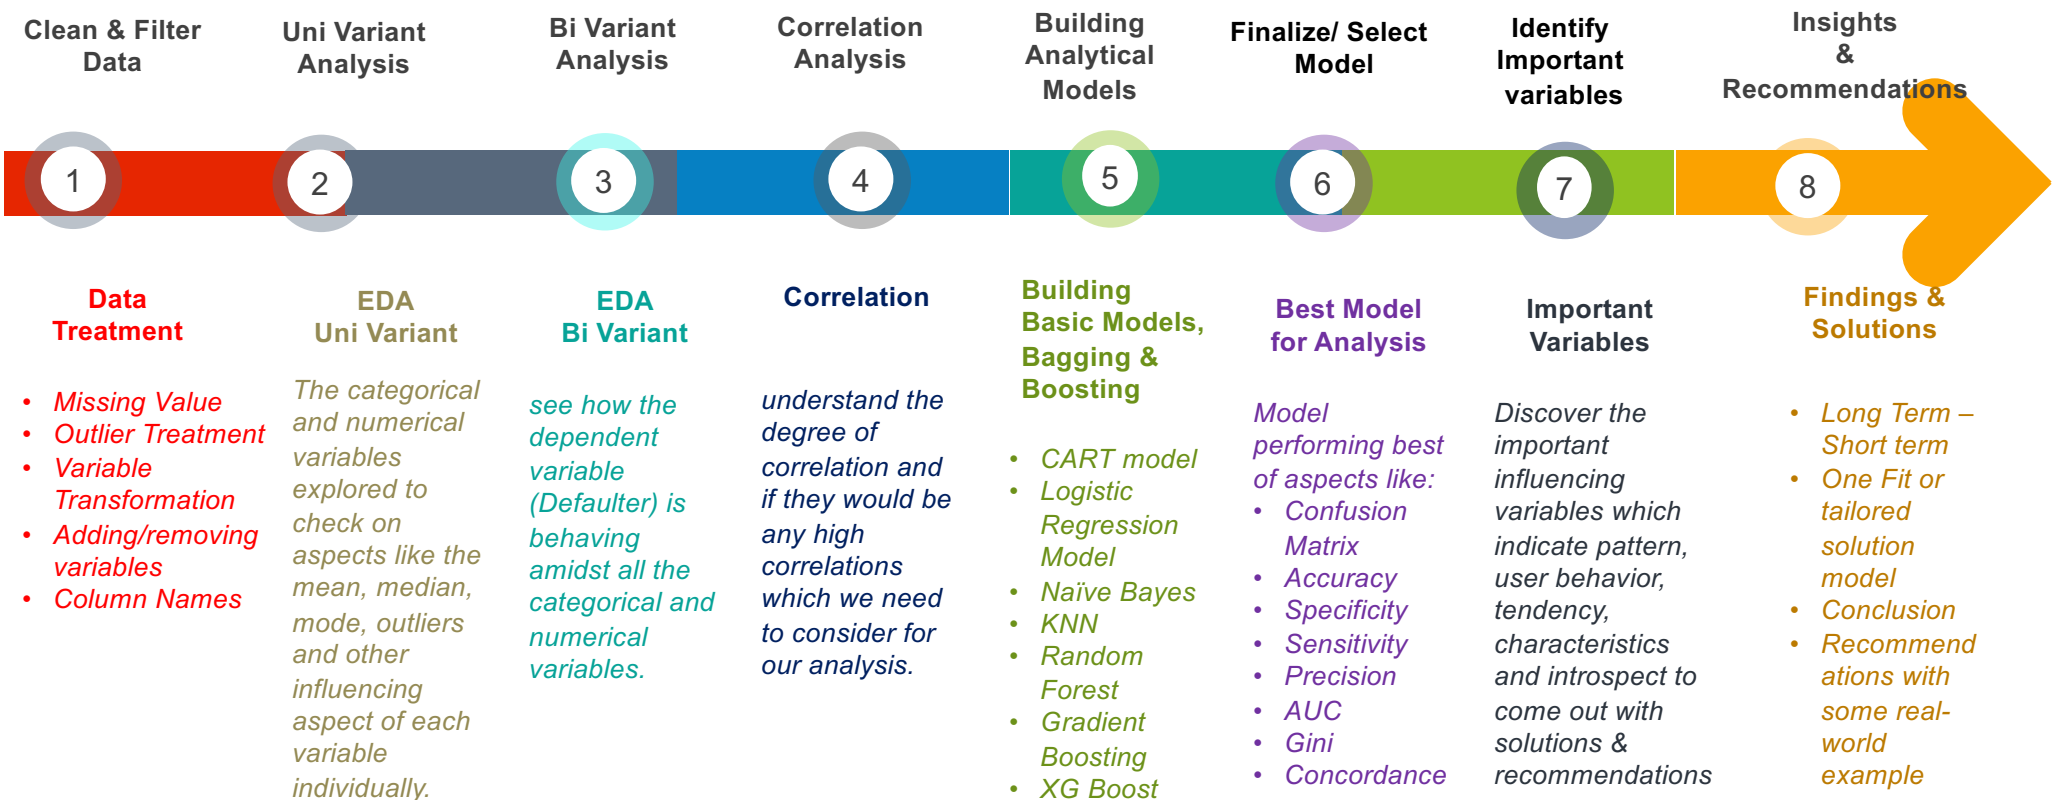 Clean & Filter
Data
Uni Variant
Analysis
Bi Variant
Analysis
Correlation
Analysis
Building
Analytical
Models
Finalize/ Select
Model
Identify
Important
variables
Insights
&
Recommendations
1
2
3
4
5
6
7
8
Data
Treatment
• Missing Value
• Outlier Treatment
• Variable
Transformation
• Adding/removing
variables
• Column Names
EDA
Uni Variant
The categorical
and numerical
variables
explored to
check on
aspects like the
mean, median,
mode, outliers
and other
influencing
aspect of each
variable
individually.
EDA
Bi Variant
see how the
dependent
variable
(Defaulter) is
behaving
amidst all the
categorical and
numerical
variables.
Correlation
understand the
degree of
correlation and
if they would be
any high
correlations
which we need
to consider for
our analysis.
Building
Basic Models,
Bagging &
Boosting
• CART model
• Logistic
Regression
Model
• Naïve Bayes
• KNN
• Random
Forest
• Gradient
Boosting
• XG Boost
Best Model
for Analysis
Model
performing best
of aspects like:
• Confusion
Matrix
• Accuracy
• Specificity
• Sensitivity
• Precision
• AUC
• Gini
• Concordance
Important
Variables
Discover the
important
influencing
variables which
indicate pattern,
user behavior,
tendency,
characteristics
and introspect to
come out with
solutions &
recommendations
Findings &
Solutions
• Long Term –
Short term
• One Fit or
tailored
solution
model
• Conclusion
• Recommend
ations with
some real-
world
example